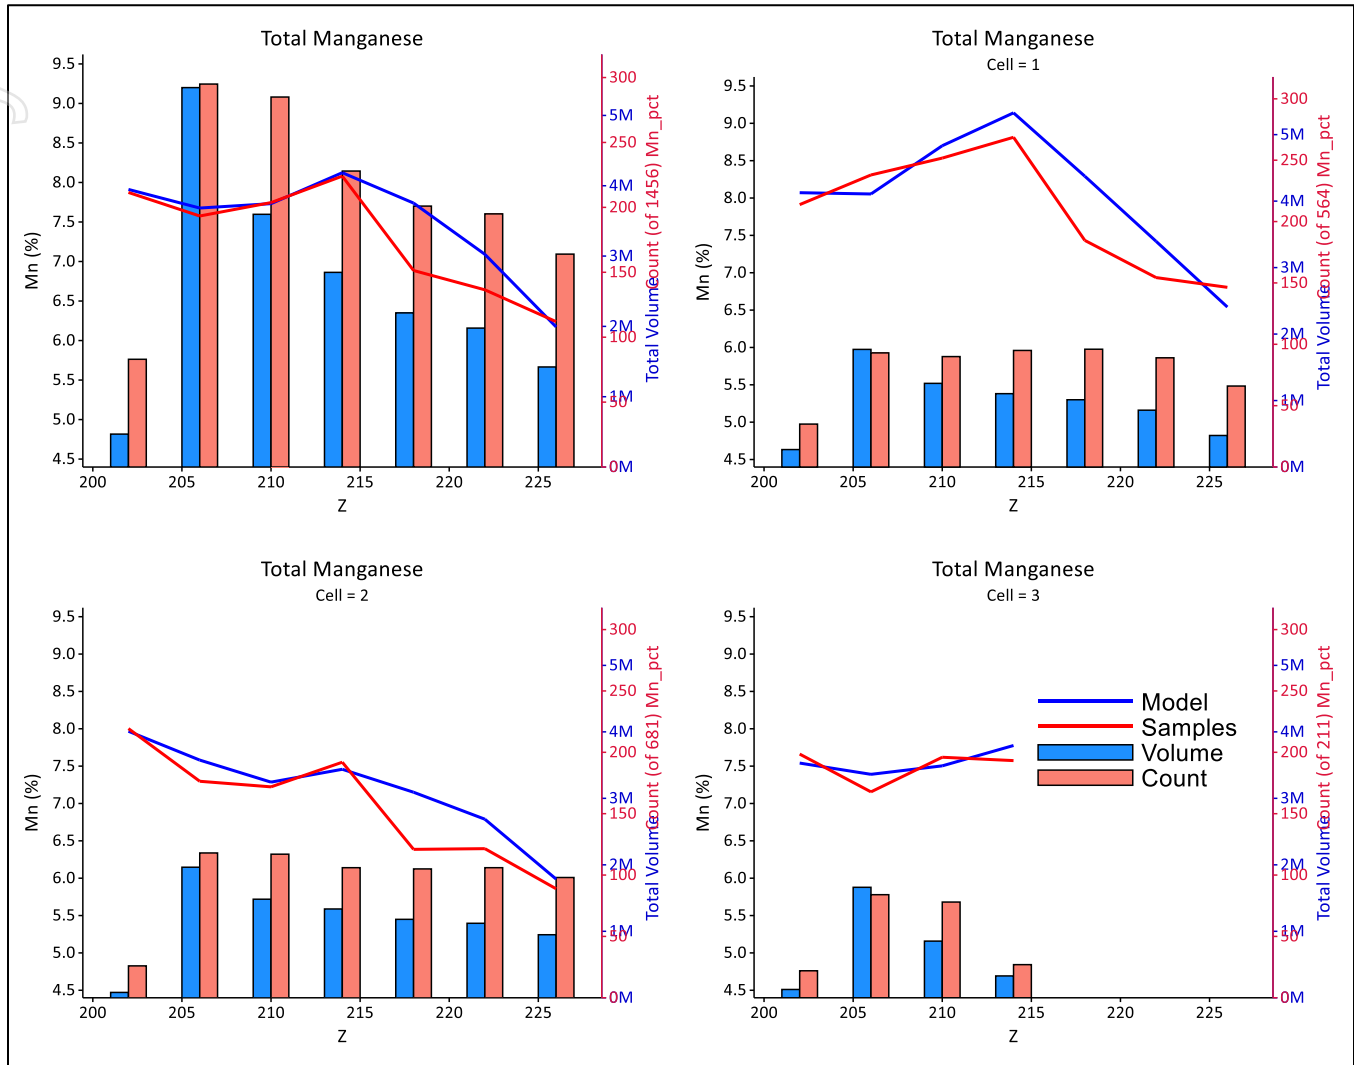 Total Manganese
9.5
9.0
8.5
8.0
7.5
7.0
6.5
6.0
5.5
5.0
4.5
Mn (%)
200
205
210
215
220
225
Z
300
250
200
150
100
50
0
5M
4M
3M
2M
1M
0M
Count (of 1456) Mn_pct
Total Volume
Total Manganese
Cell = 1
9.5
9.0
8.5
8.0
7.5
7.0
6.5
6.0
5.5
5.0
4.5
Mn (%)
200
205
210
215
220
225
Z
300
250
200
150
100
50
0
5M
4M
3M
2M
1M
0M
Count (of 564) Mn_pct
Total Volume
Total Manganese
Cell = 2
9.5
9.0
8.5
8.0
7.5
7.0
6.5
6.0
5.5
5.0
4.5
Mn (%)
200
205
210
215
220
225
Z
300
250
200
150
100
50
0
5M
4M
3M
2M
1M
0M
Count (of 681) Mn_pct
Total Volume
Total Manganese
Cell = 3
9.5
9.0
8.5
8.0
7.5
7.0
6.5
6.0
5.5
5.0
4.5
Mn (%)
200
205
210
215
220
225
Z
Model
Samples
Volume
Count
300
250
200
150
100
50
0
5M
4M
3M
2M
1M
0M
Count (of 211) Mn_pct
Total Volume